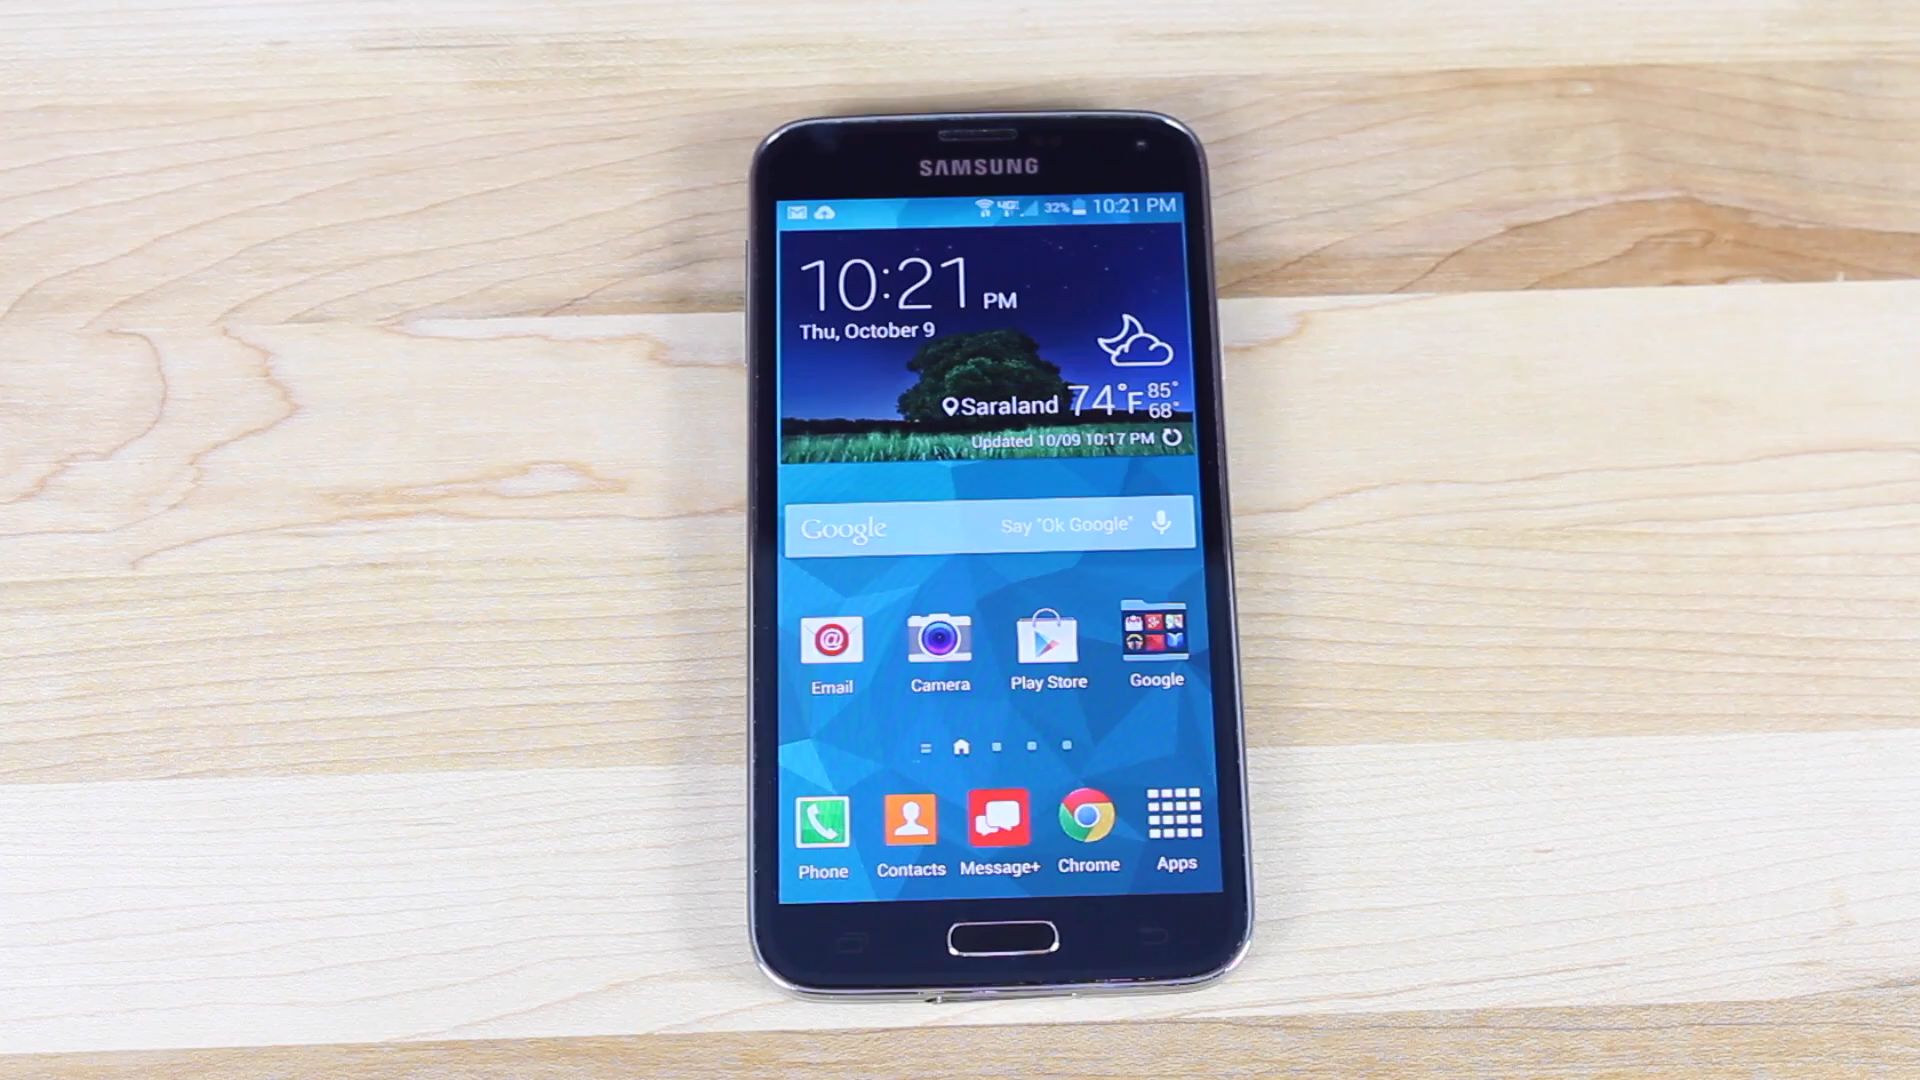 SAMSUNG
4G 32% 10:21 PM
10:21 PM
Thu, October 9
Saraland 74°F 85° 68°
Updated 10/09 10:17 PM
Google Say "Ok Google"
Email Camera Play Store Google
Phone Contacts Message+ Chrome Apps